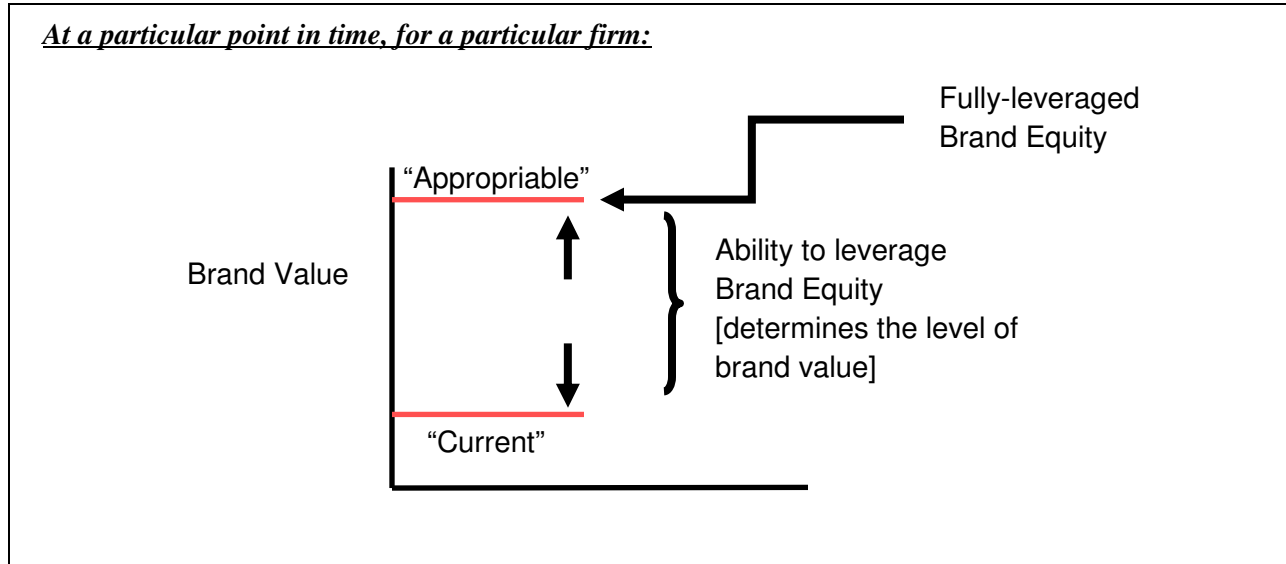 At a particular point in time, for a particular firm:
Fully-leveraged
Brand Equity
“Appropriable”
Brand Value
Ability to leverage
Brand Equity
[determines the level of
brand value]
“Current”